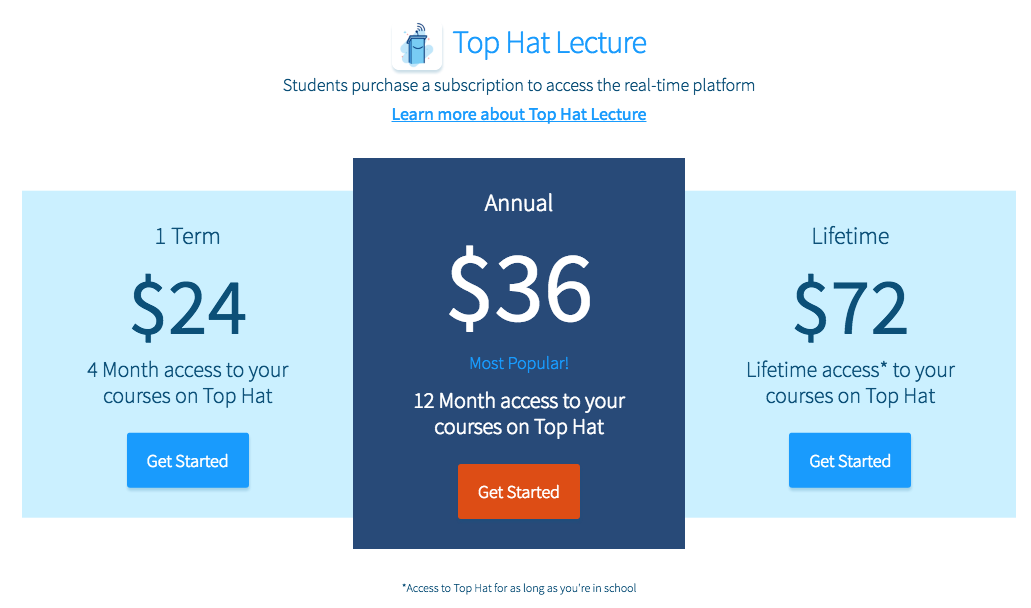 Top Hat Lecture
Students purchase a subscription to access the real-time platform
Learn more about Top Hat Lecture
1 Term
$24
4 Month access to your
courses on Top Hat
Get Started
Annual
$36
Most Popular!
12 Month access to your
courses on Top Hat
Get Started
Lifetime
$72
Lifetime access* to your
courses on Top Hat
Get Started
*Access to Top Hat for as long as you're in school